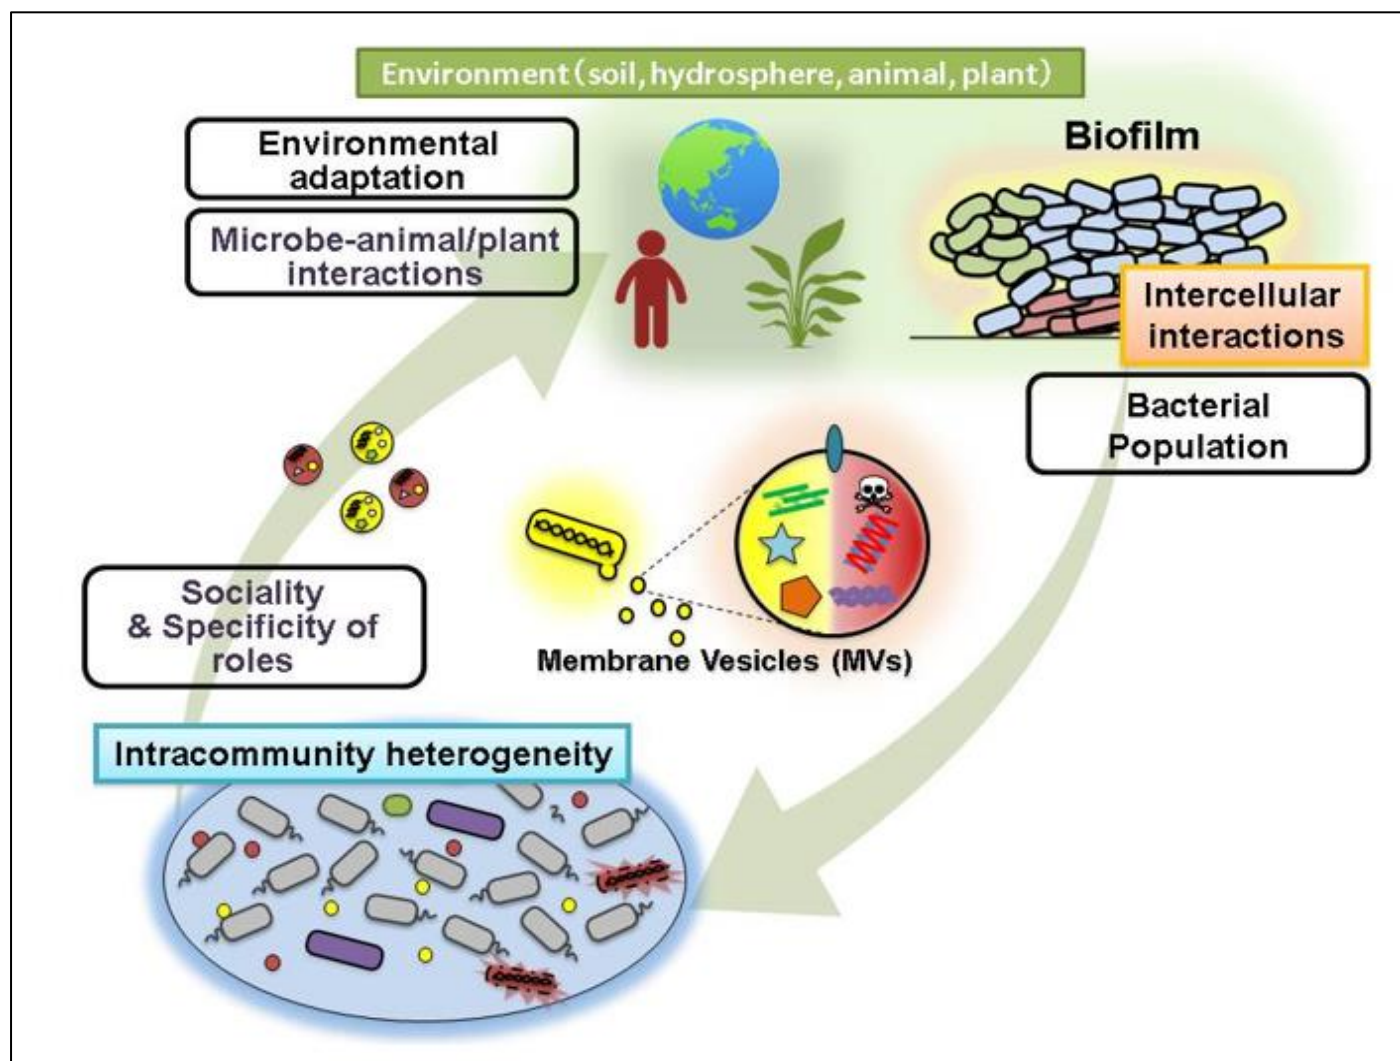 Environment(soil, hydrosphere, animal, plant)
Environmental
adaptation
Microbe-animal/plant
interactions
Biofilm
Intercellular
interactions
Bacterial
Population
Sociality
& Specificity of
roles
Membrane Vesicles (MVs)
Intracommunity heterogeneity